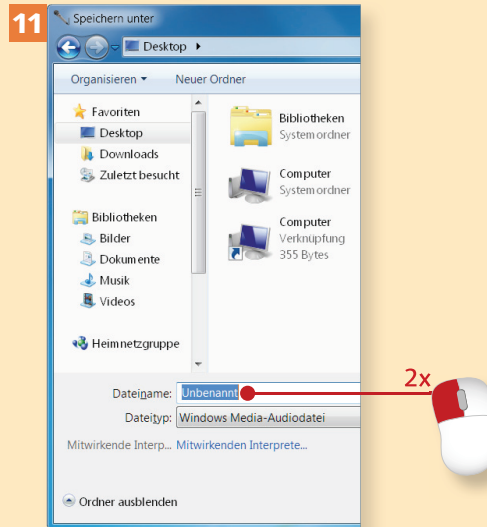 11
Speichern unter
Desktop
Organisieren
Neuer Ordner
Favoriten
Desktop
Downloads
Zuletzt besucht
Bibliotheken
Bilder
Dokumente
Musik
Videos
Heimnetzgruppe
Bibliotheken
Systemordner
Computer
Systemordner
Computer
Verknüpfung
355 Bytes
Dateiname: Unbenannt
2x
Dateityp: Windows Media-Audiodatei
Mitwirkende Interp... Mitwirkenden Interprete...
Ordner ausblenden